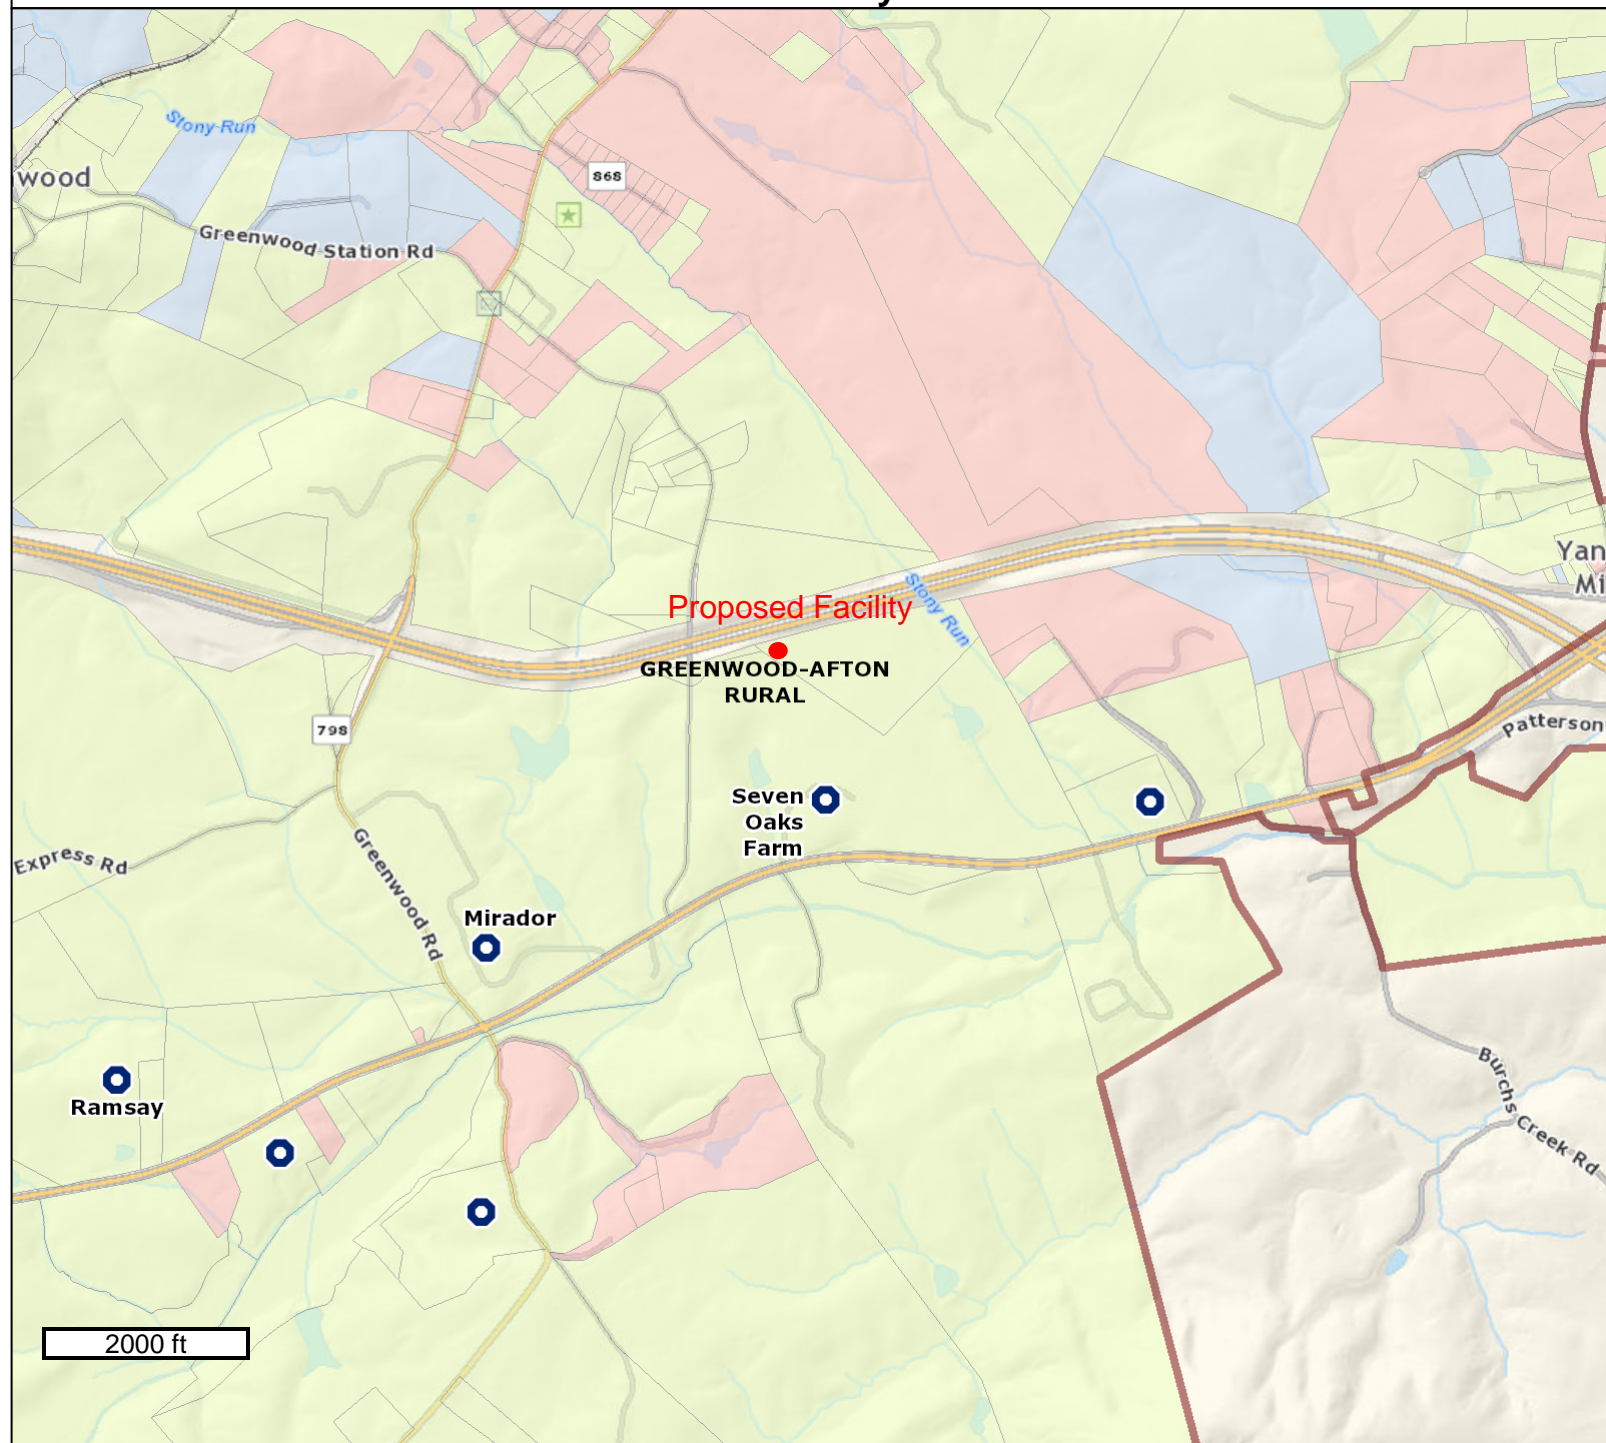 Stony Run
wood
868
Greenwood Station Rd
Yan
Mi
Stony Run
Proposed Facility
GREENWOOD-AFTON
RURAL
798
Patterson
Seven
Oaks
Farm
Express Rd
Greenwood Rd
Mirador
Ramsay
Burchs Creek Rd
2000 ft